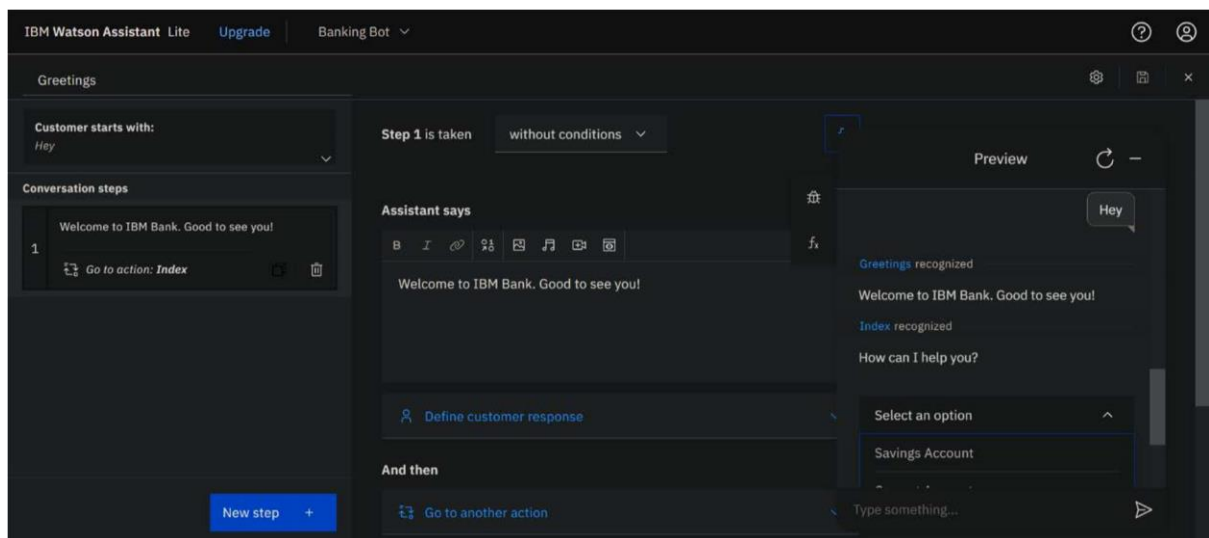 IBM Watson Assistant Lite Upgrade Banking Bot
Greetings
Customer starts with:
Hey
Conversation steps
1
Welcome to IBM Bank. Good to see you!
Go to action: Index
New step +
Step 1 is taken without conditions
Assistant says
B I
Welcome to IBM Bank. Good to see you!
Define customer response
And then
Go to another action
fx
Preview
Hey
Greetings recognized
Welcome to IBM Bank. Good to see you!
Index recognized
How can I help you?
Select an option
Savings Account
Type something...